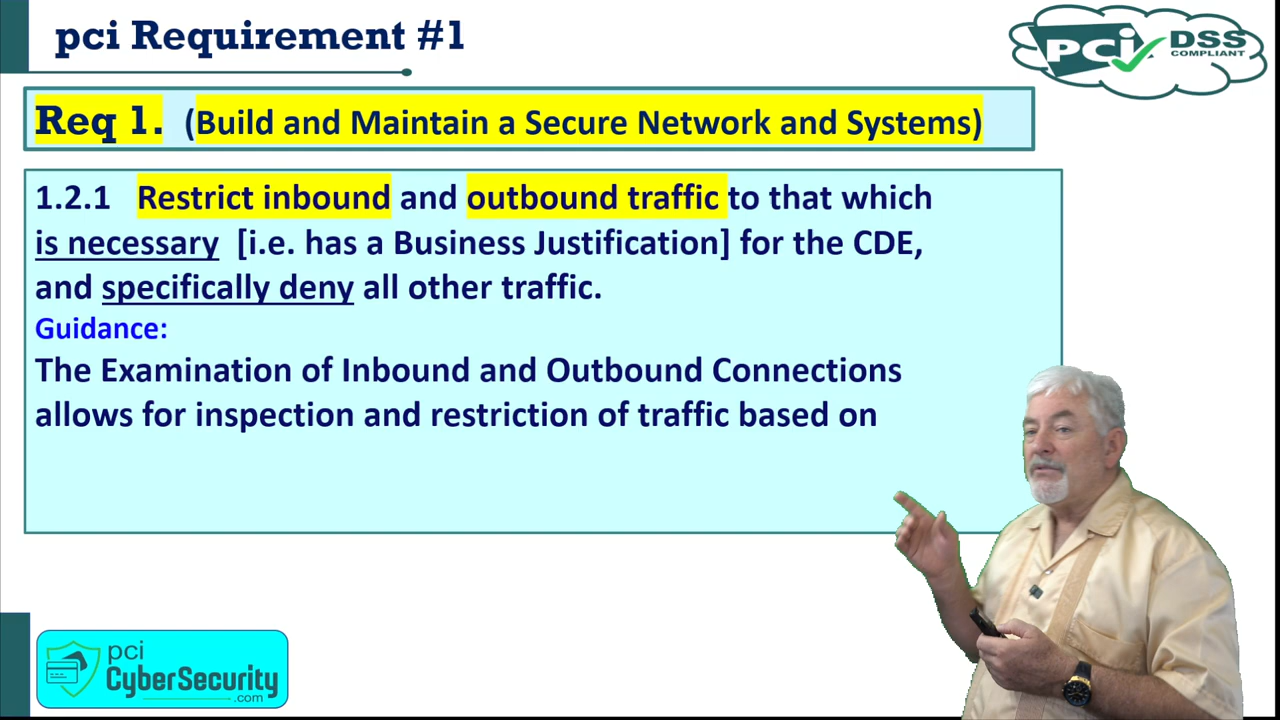 pci Requirement #1
PCi DSS
COMPLIANT
Req 1. (Build and Maintain a Secure Network and Systems)
1.2.1 Restrict inbound and outbound traffic to that which
is necessary [i.e. has a Business Justification] for the CDE,
and specifically deny all other traffic.
Guidance:
The Examination of Inbound and Outbound Connections
allows for inspection and restriction of traffic based on
pci
CyberSecurity
.com